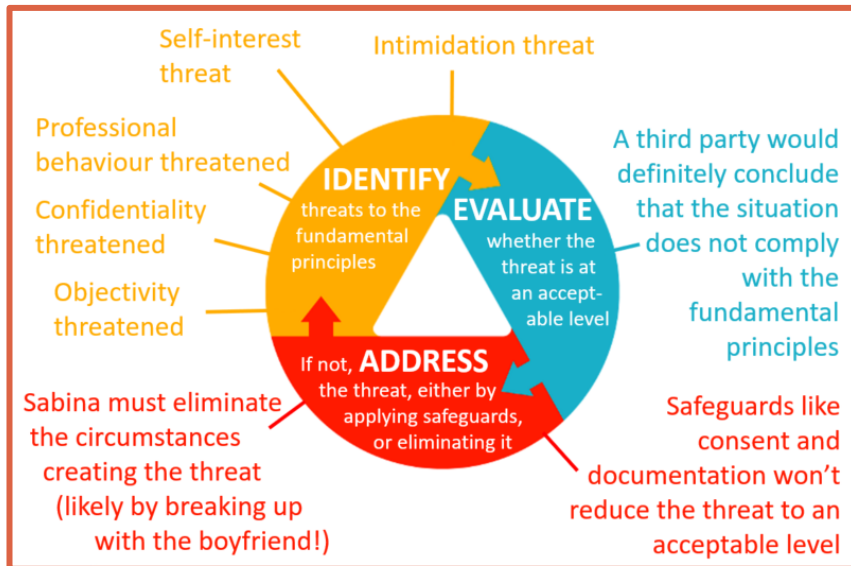 Self-interest
threat
Intimidation threat
Professional
behaviour threatened
Confidentiality
threatened
Objectivity
threatened
IDENTIFY
threats to the
fundamental
principles
EVALUATE
whether the
threat is at
an accept-
able level
A third party would
definitely conclude
that the situation
does not comply
with the
fundamental
principles
If not, ADDRESS
the threat, either by
applying safeguards,
or eliminating it
Sabina must eliminate
the circumstances
creating the threat
(likely by breaking up
with the boyfriend!)
Safeguards like
consent and
documentation won’t
reduce the threat to an
acceptable level